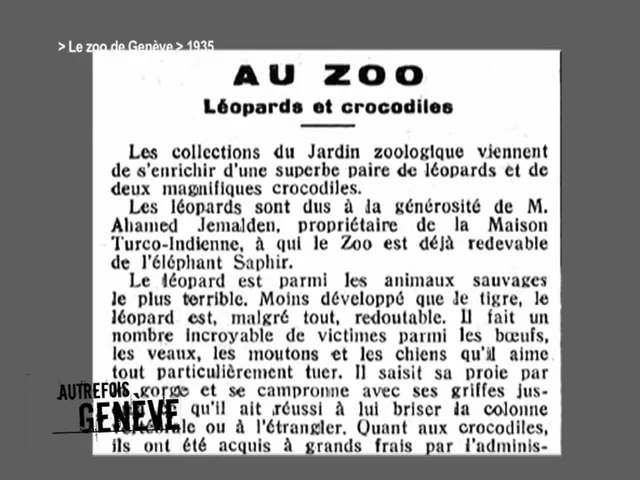 > Le zoo de Genève > 1935
AU ZOO
Léopards et crocodiles
Les collections du Jardin zoologique viennent
de s'enrichir d'une superbe paire de léopards et de
deux magnifiques crocodiles.
Les léopards sont dus à la générosité de M.
Ahamed Jemalden, propriétaire de la Maison
Turco-Indienne, à qui le Zoo est déjà redevable
de l'éléphant Saphir.
Le léopard est parmi les animaux sauvages
le plus terrible. Moins développé que le tigre, le
léopard est, malgré tout, redoutable. Il fait un
nombre incroyable de victimes parmi les bœufs,
les veaux, les moutons et les chiens qu'il aime
tout particulièrement tuer. Il saisit sa proie par
gorge et se campronne avec ses griffes jus-
qu'il ait réussi à lui briser la colonne
ou à l'étrangler. Quant aux crocodiles,
ils ont été acquis à grands frais par l'adminis-
AUTREFOIS
GENÈVE